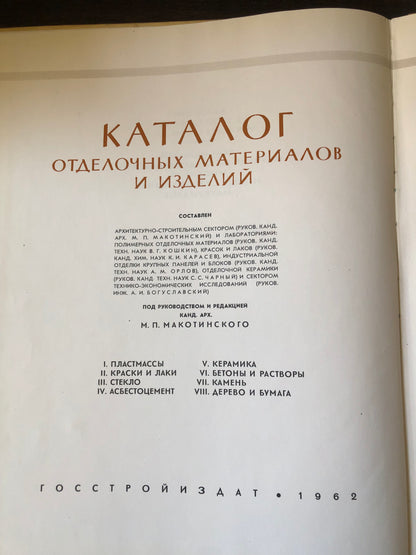 КАТАЛОГ
ОТДЕЛОЧНЫХ МАТЕРИАЛОВ
И ИЗДЕЛИЙ
СОСТАВЛЕН
АРХИТЕКТУРНО-СТРОИТЕЛЬНЫМ СЕКТОРОМ (РУКОВ. КАНД.
АРХ. М. П. МАКОТИНСКИЙ) И ЛАБОРАТОРИЯМИ:
ПОЛИМЕРНЫХ ОТДЕЛОЧНЫХ МАТЕРИАЛОВ (РУКОВ. КАНД.
ТЕХН. НАУК В. Г. КОШКИН), КРАСОК И ЛАКОВ (РУКОВ.
КАНД. ХИМ. НАУК К. И. КАРАСЕВ), ИНДУСТРИАЛЬНОЙ
ОТДЕЛКИ КРУПНЫХ ПАНЕЛЕЙ И БЛОКОВ (РУКОВ. КАНД.
ТЕХН. НАУК А. М. ОРЛОВ), ОТДЕЛОЧНОЙ КЕРАМИКИ
(РУКОВ. КАНД. ТЕХН. НАУК С. С. ЧАРНЫЙ) И СЕКТОРОМ
ТЕХНИКО-ЭКОНОМИЧЕСКИХ ИССЛЕДОВАНИЙ (РУКОВ.
ИНЖ. А. И. БОГУСЛАВСКИЙ)
ПОД РУКОВОДСТВОМ И РЕДАКЦИЕЙ
КАНД. АРХ.
М. П. МАКОТИНСКОГО
I. ПЛАСТМАССЫ
II. КРАСКИ И ЛАКИ
III. СТЕКЛО
IV. АСБЕСТОЦЕМЕНТ
V. КЕРАМИКА
VI. БЕТОНЫ И РАСТВОРЫ
VII. КАМЕНЬ
VIII. ДЕРЕВО И БУМАГА
ГОССТРОЙИЗДАТ • 1962